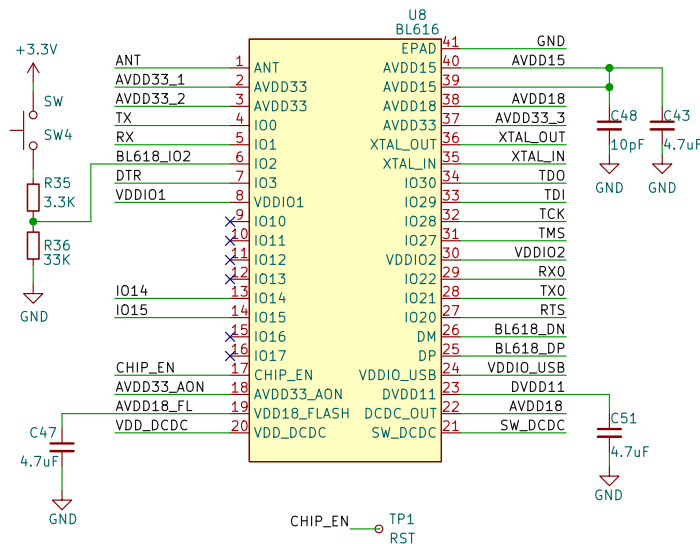 U8
BL616
+3.3V
SW
SW4
R35
3.3K
R36
33K
GND
ANT 1 ANT
AVDD33_1 2 AVDD33
AVDD33_2 3 AVDD33
TX 4 IO0
RX 5 IO1
BL618_IO2 6 IO2
DTR 7 IO3
VDDIO1 8 VDDIO1
9 IO10
10 IO11
11 IO12
12 IO13
IO14 13 IO14
IO15 14 IO15
15 IO16
16 IO17
CHIP_EN 17 CHIP_EN
AVDD33_AON 18 AVDD33_AON
AVDD18_FL 19 VDD18_FLASH
VDD_DCDC 20 VDD_DCDC
C47
4.7uF
GND
EPAD 41 GND
AVDD15 40 AVDD15
AVDD15 39
AVDD18 38 AVDD18
AVDD33 37 AVDD33_3
XTAL_OUT 36 XTAL_OUT
XTAL_IN 35 XTAL_IN
IO30 34 TDO
IO29 33 TDI
IO28 32 TCK
IO27 31 TMS
VDDIO2 30 VDDIO2
IO22 29 RX0
IO21 28 TX0
IO20 27 RTS
DM 26 BL618_DN
DP 25 BL618_DP
VDDIO_USB 24 VDDIO_USB
DVDD11 23 DVDD11
DCDC_OUT 22 AVDD18
SW_DCDC 21 SW_DCDC
C48
10pF
GND
C43
4.7uF
GND
C51
4.7uF
GND
CHIP_EN
TP1
RST